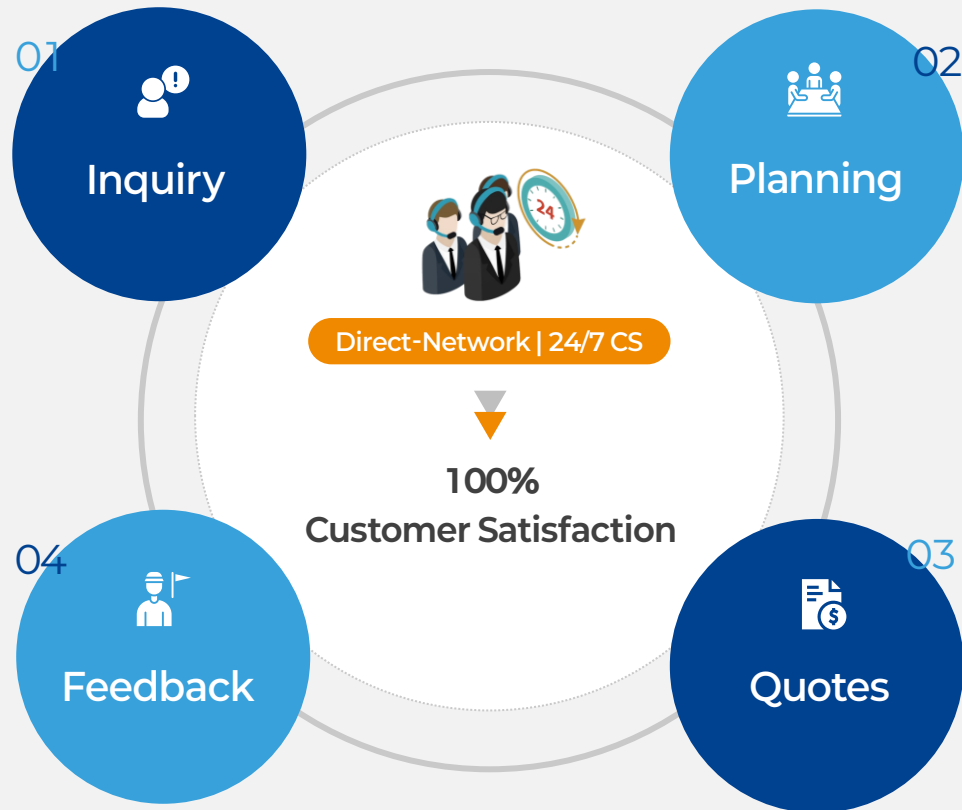 01
Inquiry
02
Planning
24
Direct-Network | 24/7 CS
100%
Customer Satisfaction
04
Feedback
03
$
Quotes